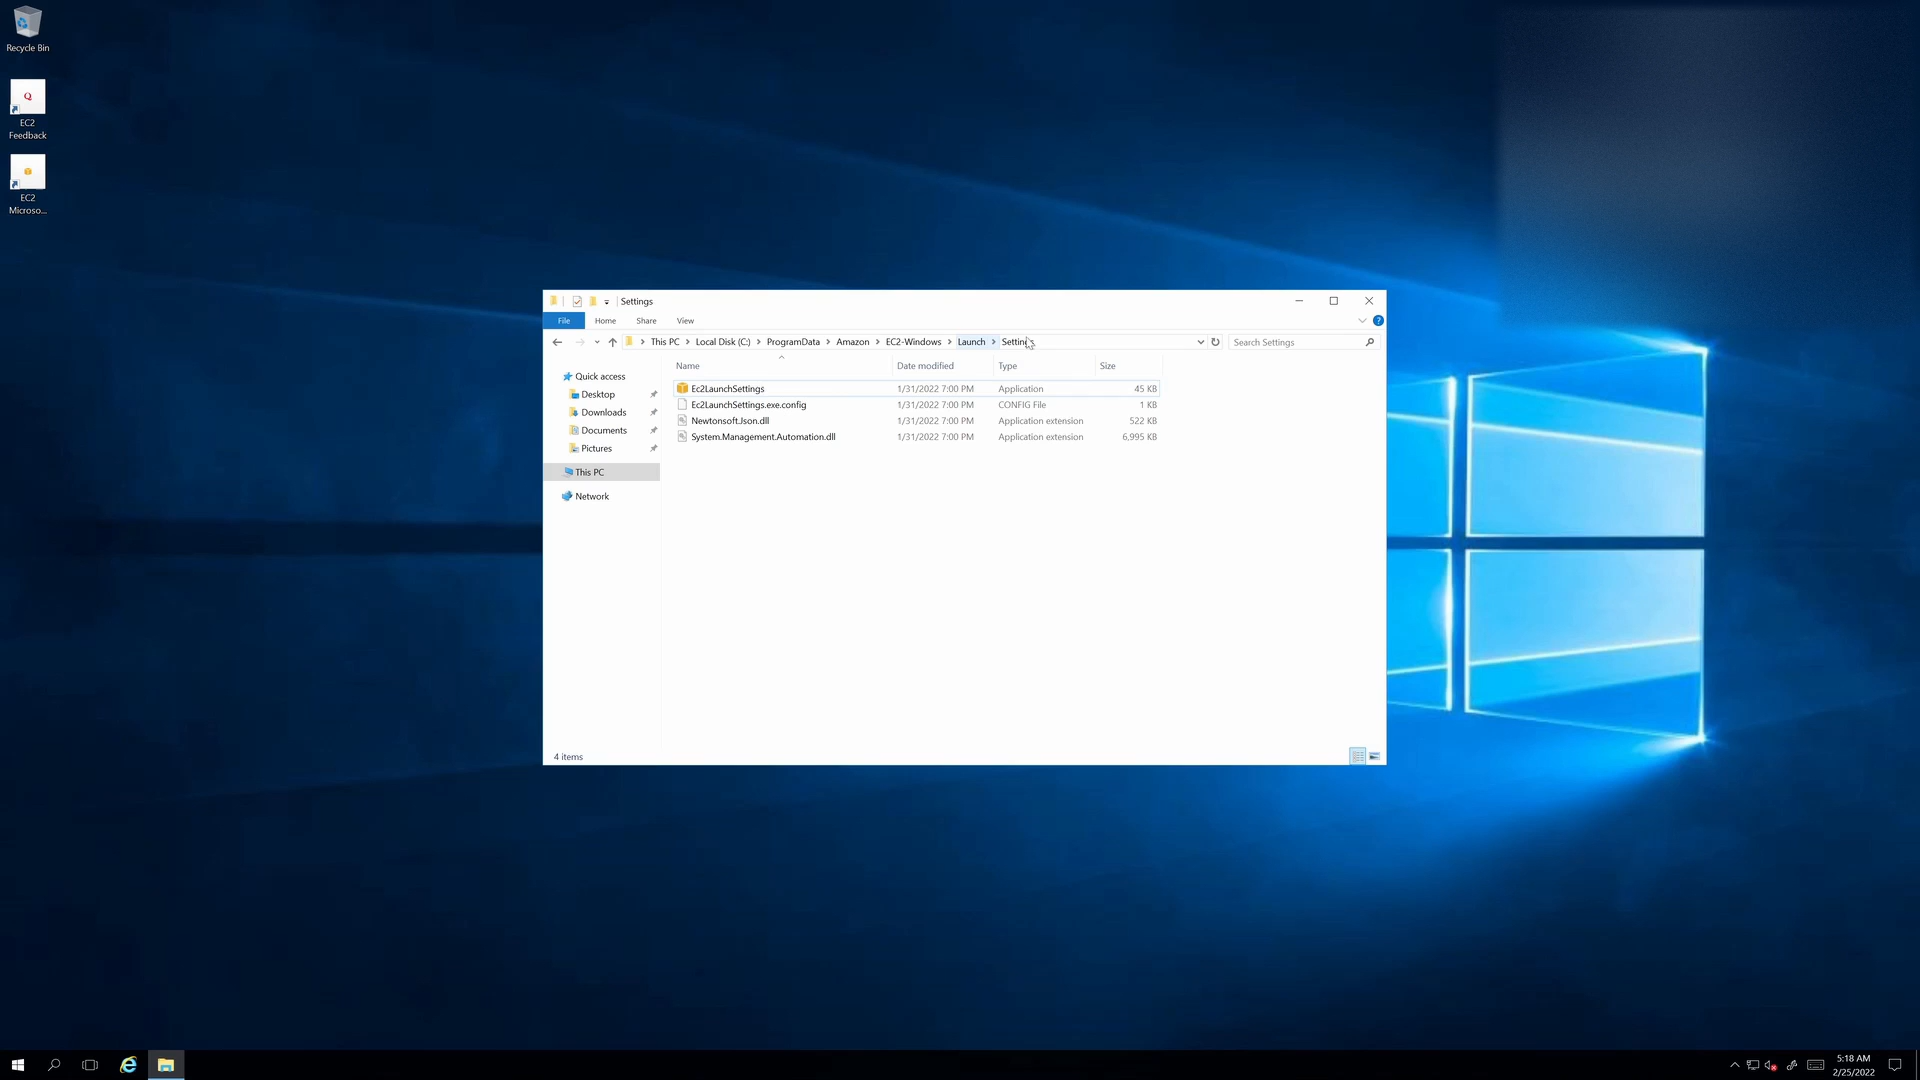 Recycle Bin
Q
EC2
Feedback
EC2
Microso...
Settings
File Home Share View
This PC > Local Disk (C:) > ProgramData > Amazon > EC2-Windows > Launch > Settings
Search Settings
Name Date modified Type Size
Quick access
Desktop
Downloads
Documents
Pictures
This PC
Network
Ec2LaunchSettings 1/31/2022 7:00 PM Application 45 KB
Ec2LaunchSettings.exe.config 1/31/2022 7:00 PM CONFIG File 1 KB
Newtonsoft.Json.dll 1/31/2022 7:00 PM Application extension 522 KB
System.Management.Automation.dll 1/31/2022 7:00 PM Application extension 6,995 KB
4 items
5:18 AM
2/25/2022